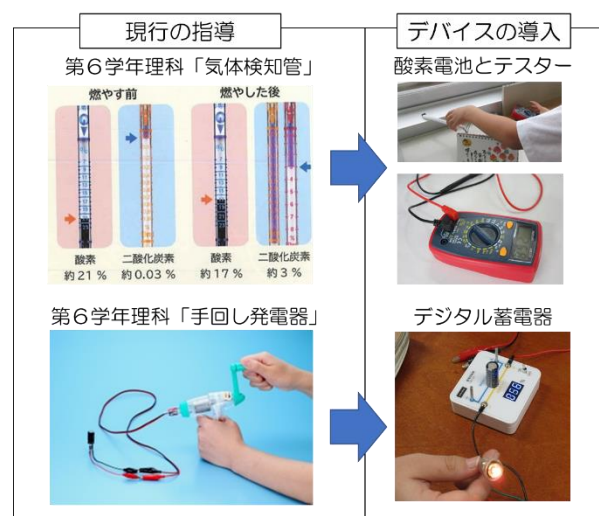 現行の指導
デバイスの導入
第6学年理科「気体検知管」
酸素電池とテスター
燃やす前
燃やした後
酸素
約21%
二酸化炭素
約0.03%
酸素
約17%
二酸化炭素
約3%
第6学年理科「手回し発電器」
デジタル蓄電器